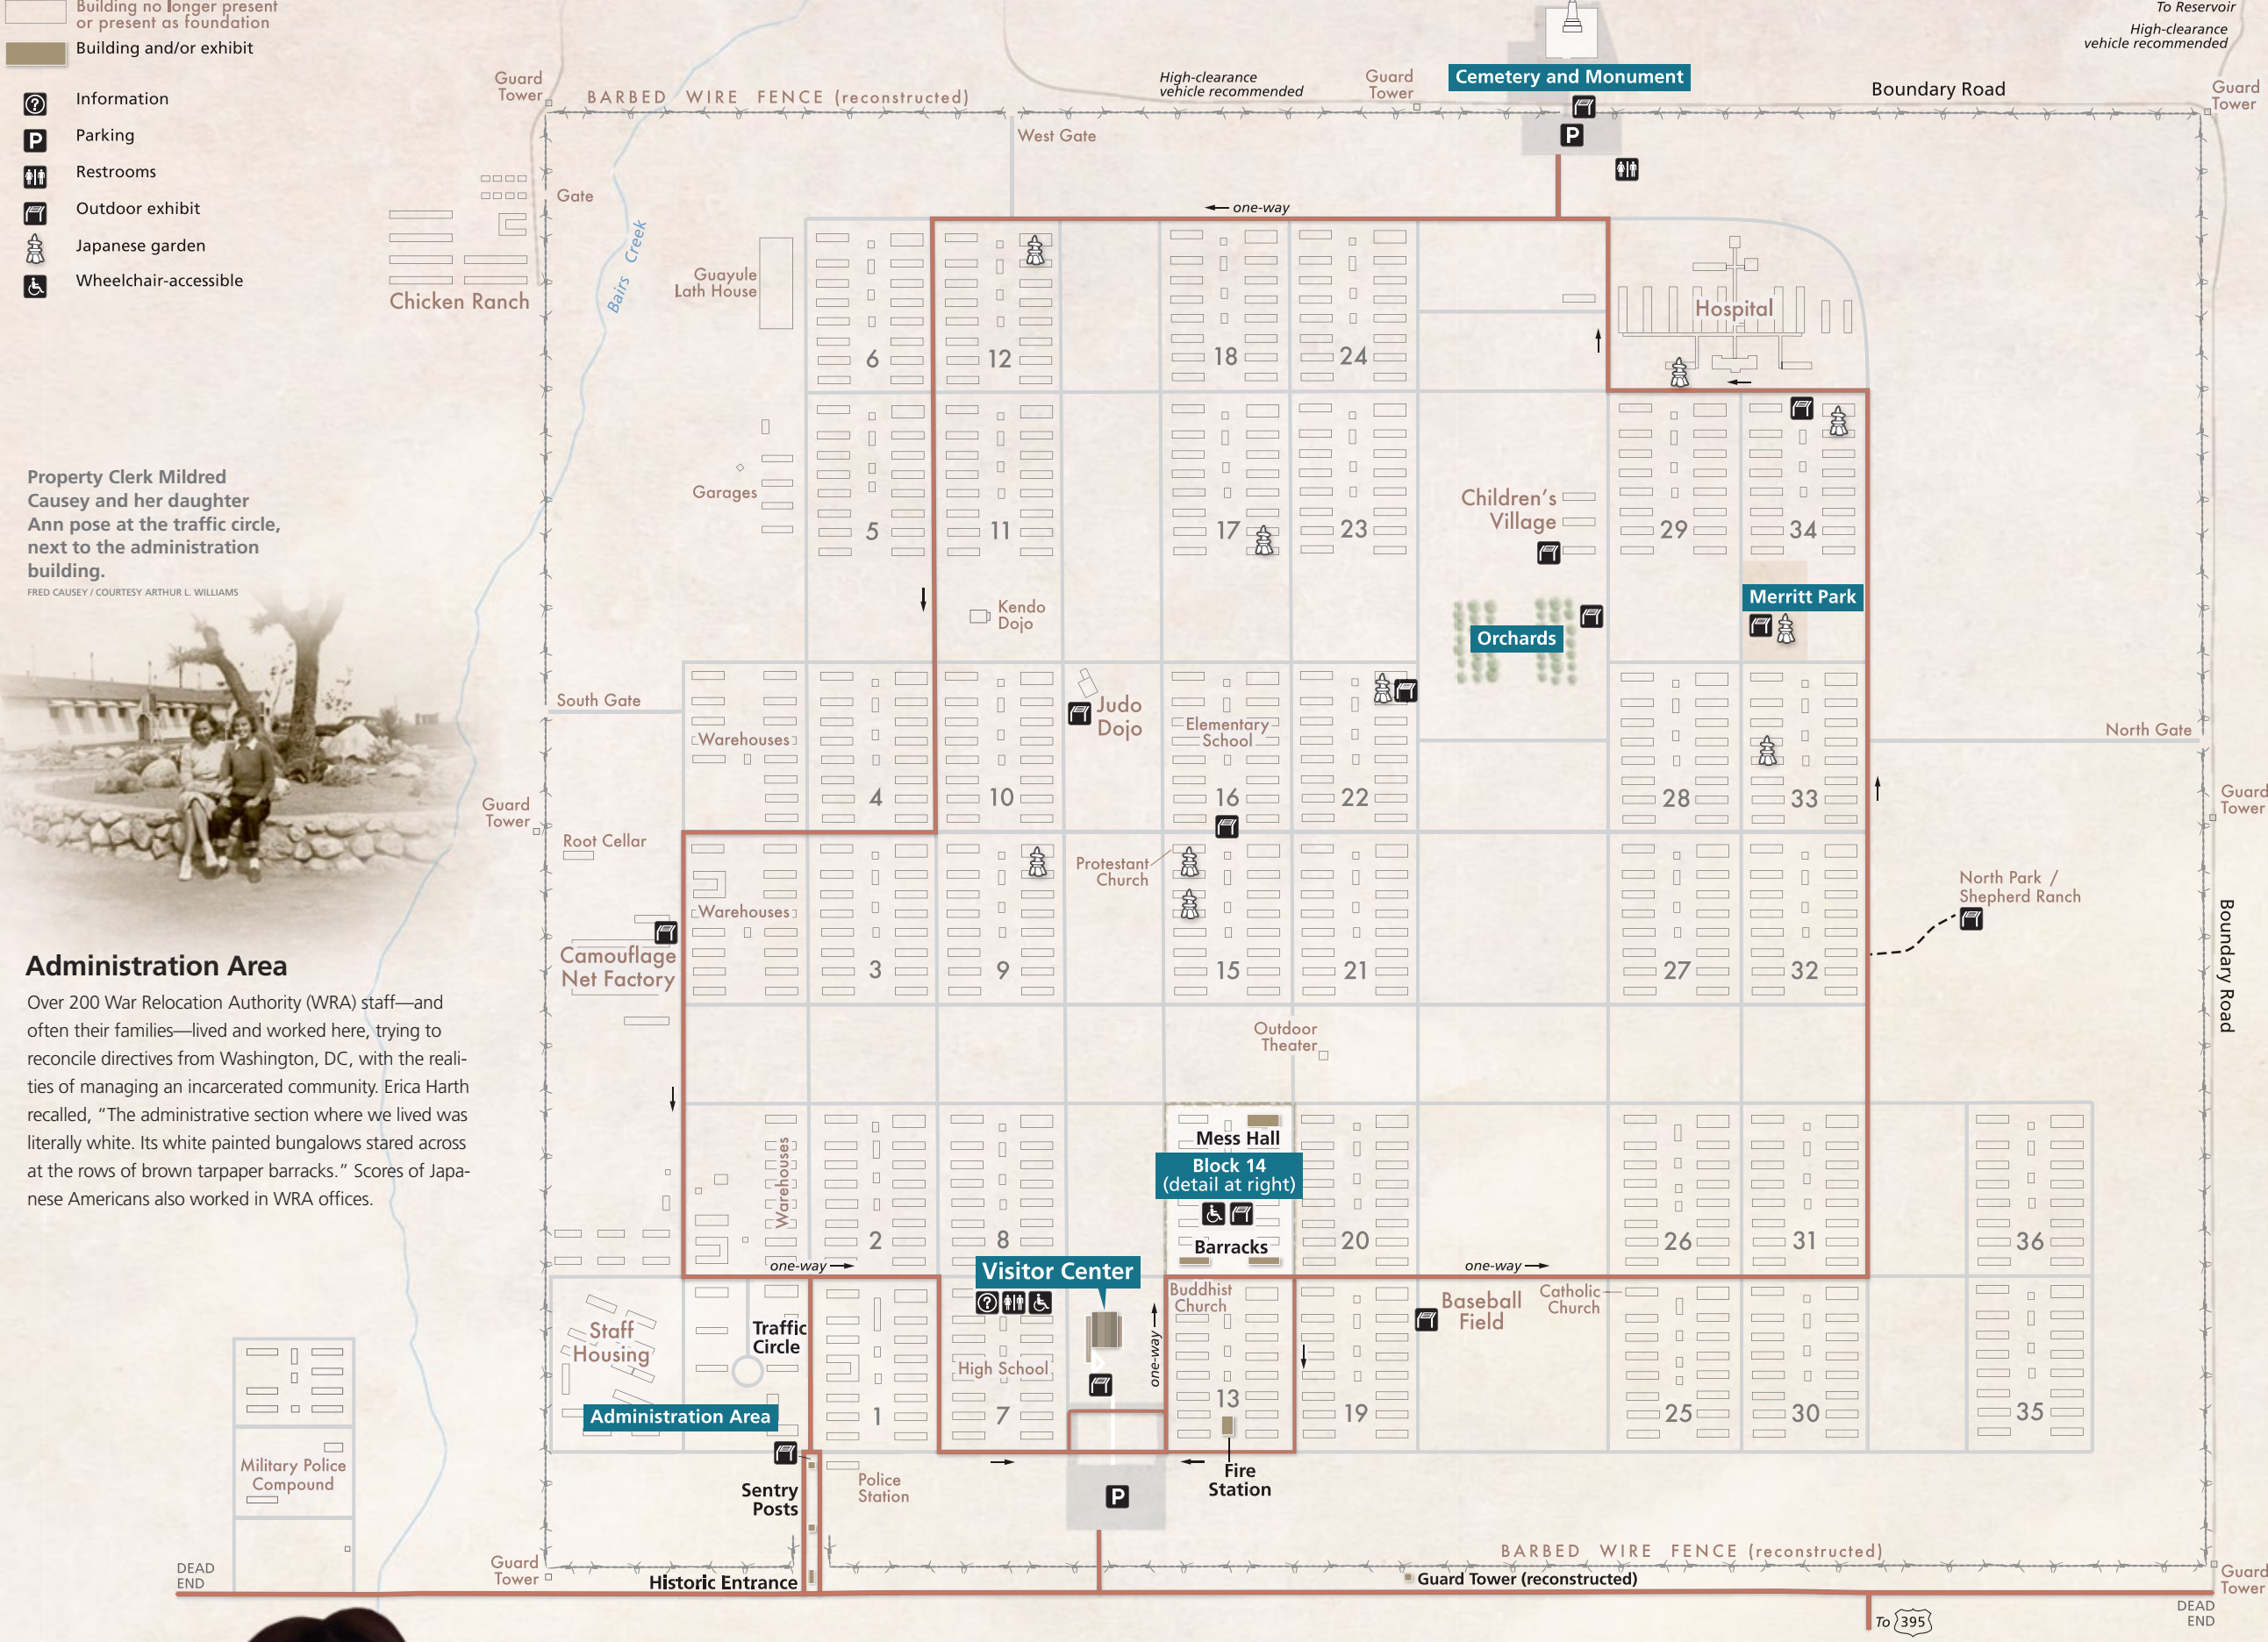 Building no longer present
or present as foundation
Building and/or exhibit
Information
Parking
Restrooms
Outdoor exhibit
Japanese garden
Wheelchair-accessible
To Reservoir
High-clearance
vehicle recommended
Guard
Tower
BARBED WIRE FENCE (reconstructed)
High-clearance
vehicle recommended
Guard
Tower
Cemetery and Monument
Boundary Road
Guard
Tower
West Gate
Gate
one-way
Bairs Creek
Chicken Ranch
Guayule
Lath House
6
12
18
24
Hospital
Garages
5
11
17
23
Children's
Village
29
34
Kendo
Dojo
Orchards
Merritt Park
South Gate
North Gate
Warehouses
4
10
Judo
Dojo
Elementary
School
16
22
28
33
Guard
Tower
Guard
Tower
Root Cellar
Protestant
Church
Warehouses
Camouflage
Net Factory
3
9
15
21
27
32
North Park /
Shepherd Ranch
Boundary Road
Outdoor
Theater
Warehouses
2
8
Mess Hall
Block 14
(detail at right)
Barracks
20
26
31
36
one-way
Visitor Center
one-way
Buddhist
Church
one-way
Catholic
Church
Baseball
Field
Staff
Housing
Traffic
Circle
High School
Administration Area
1
7
13
19
25
30
35
Military Police
Compound
Sentry
Posts
Police
Station
P
Fire
Station
BARBED WIRE FENCE (reconstructed)
DEAD
END
Guard
Tower
Historic Entrance
Guard Tower (reconstructed)
Guard
Tower
To 395
DEAD
END
Property Clerk Mildred
Causey and her daughter
Ann pose at the traffic circle,
next to the administration
building.
FRED CAUSEY / COURTESY ARTHUR L. WILLIAMS
Administration Area
Over 200 War Relocation Authority (WRA) staff—and
often their families—lived and worked here, trying to
reconcile directives from Washington, DC, with the reali-
ties of managing an incarcerated community. Erica Harth
recalled, “The administrative section where we lived was
literally white. Its white painted bungalows stared across
at the rows of brown tarpaper barracks.” Scores of Japa-
nese Americans also worked in WRA offices.